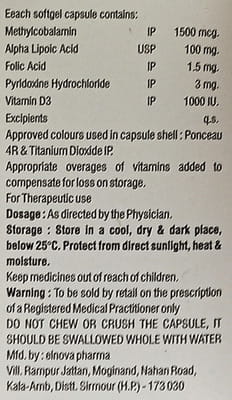 Eeach softgel capsule contains:
Methylcobalamin IP 1500 mcg.
Alpha Lipoic Acid USP 100 mg.
Folic Acid IP 1.5 mg.
Pyridoxine Hydrochloride IP 3 mg.
Vitamin D3 IP 1000 IU.
Excipients q.s.
Approved colours used in capsule shell : Ponceau
4R & Titanium Dioxide IP.
Appropriate overages of vitamins added to
compensate for loss on storage.
For Therapeutic use
Dosage : As directed by the Physician.
Storage : Store in a cool, dry & dark place,
below 25°C. Protect from direct sunlight, heat &
moisture.
Keep medicines out of reach of children.
Warning : To be sold by retail on the prescription
of a Registered Medical Practitioner only
DO NOT CHEW OR CRUSH THE CAPSULE, IT
SHOULD BE SWALLOWED WHOLE WITH WATER
Mfd. by : elnova pharma
Vill. Rampur Jattan, Moginand, Nahan Road,
Kala-Amb, Distt. Sirmour (H.P.) - 173 030